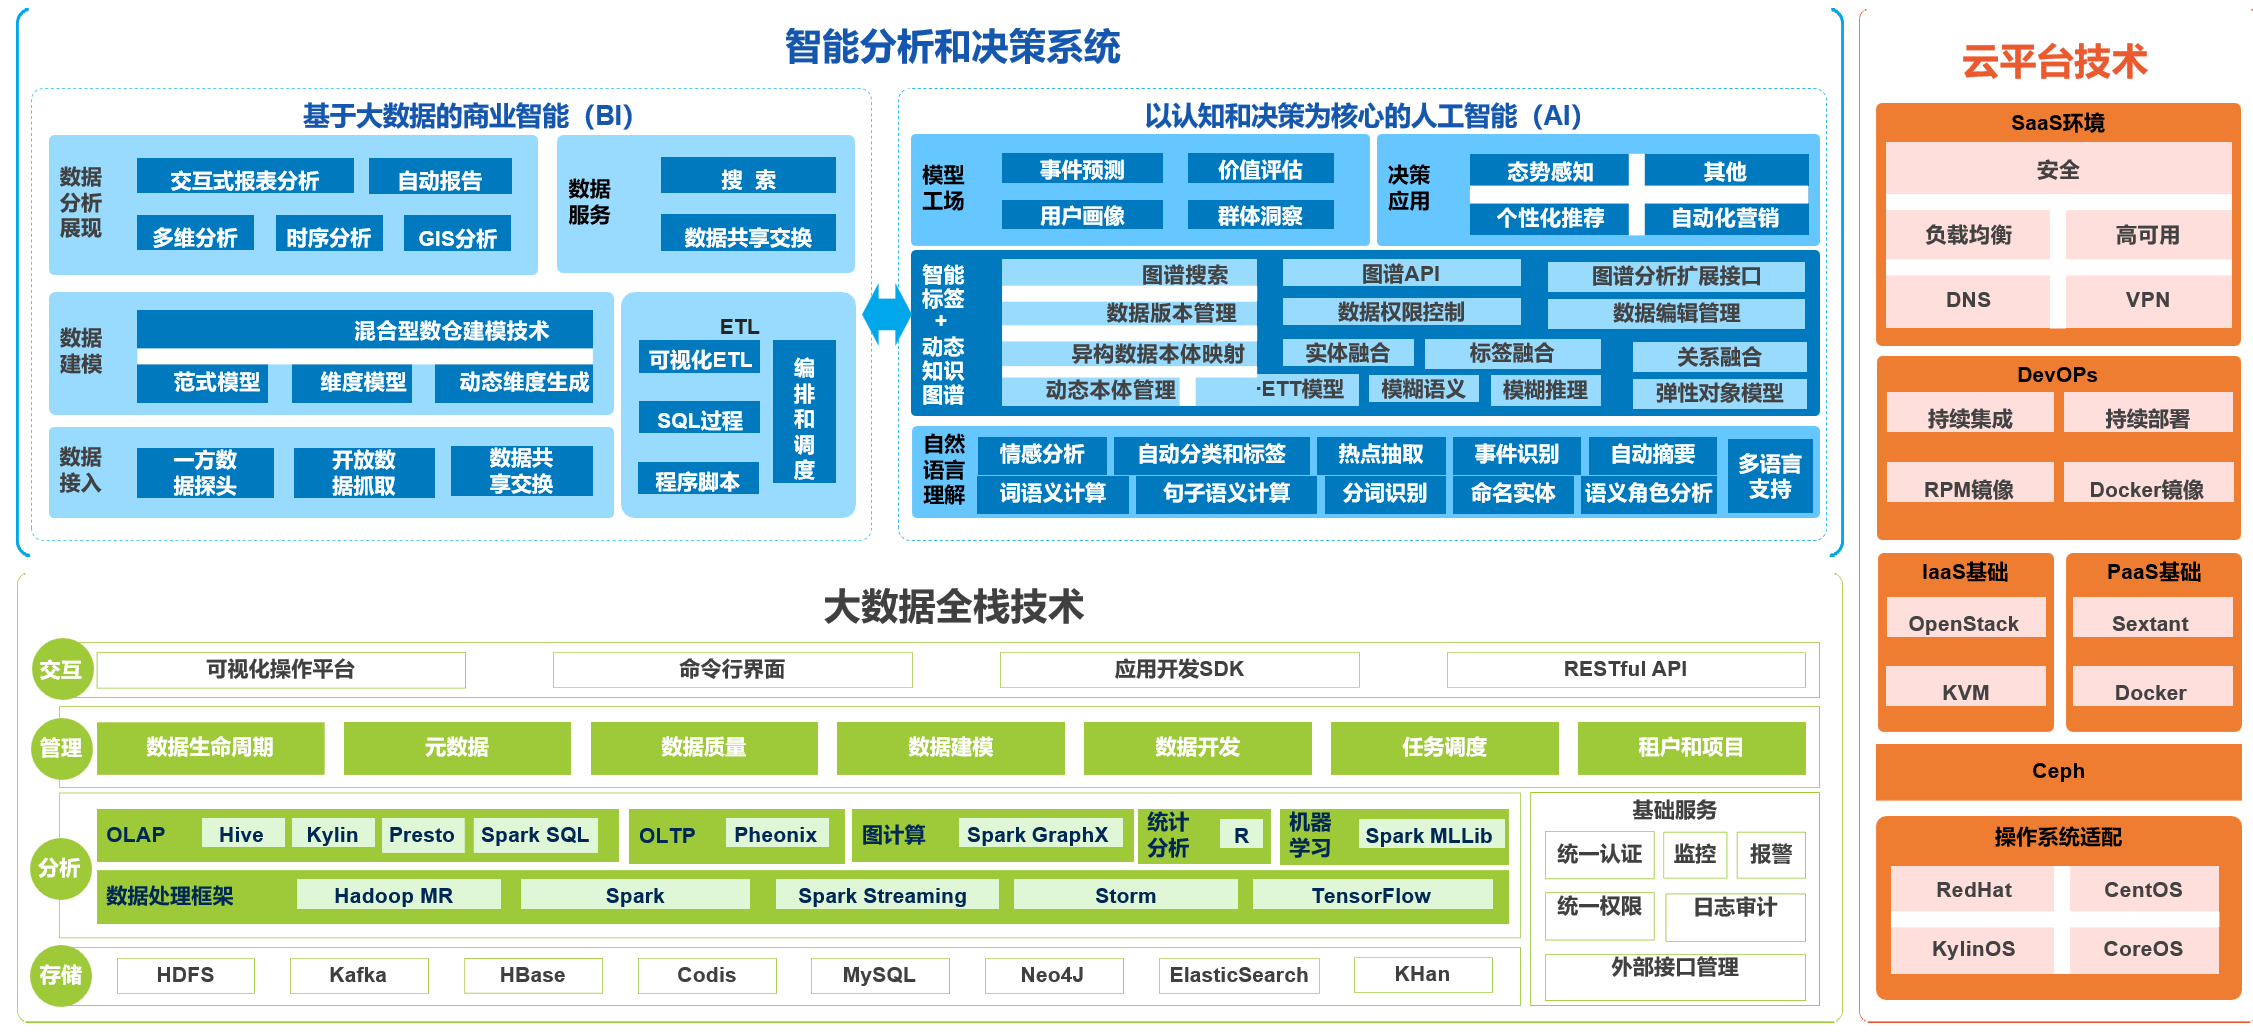 智能分析和决策系统
基于大数据的商业智能（BI）
数据
分析
展现
交互式报表分析
自动报告
多维分析
时序分析
GIS分析
数据
服务
搜 索
数据共享交换
数据
建模
混合型数仓建模技术
范式模型
维度模型
动态维度生成
ETL
可视化ETL
SQL过程
程序脚本
编
排
和
调
度
数据
接入
一方数
据探头
开放数
据抓取
数据共
享交换
以认知和决策为核心的人工智能（AI）
模型
工场
事件预测
价值评估
用户画像
群体洞察
决策
应用
态势感知
其他
个性化推荐
自动化营销
智能
标签
+
动态
知识
图谱
图谱搜索
图谱API
图谱分析扩展接口
数据版本管理
数据权限控制
数据编辑管理
异构数据本体映射
实体融合
标签融合
关系融合
动态本体管理
-ETT模型
模糊语义
模糊推理
弹性对象模型
自然
语言
理解
情感分析
自动分类和标签
热点抽取
事件识别
自动摘要
词语义计算
句子语义计算
分词识别
命名实体
语义角色分析
多语言
支持
大数据全栈技术
交互
可视化操作平台
命令行界面
应用开发SDK
RESTful API
管理
数据生命周期
元数据
数据质量
数据建模
数据开发
任务调度
租户和项目
分析
OLAP
Hive
Kylin
Presto
Spark SQL
OLTP
Pheonix
图计算
Spark GraphX
统计
分析
R
机器
学习
Spark MLLib
数据处理框架
Hadoop MR
Spark
Spark Streaming
Storm
TensorFlow
存储
HDFS
Kafka
HBase
Codis
MySQL
Neo4J
ElasticSearch
KHan
基础服务
统一认证
监控
报警
统一权限
日志审计
外部接口管理
云平台技术
SaaS环境
安全
负载均衡
高可用
DNS
VPN
DevOPs
持续集成
持续部署
RPM镜像
Docker镜像
IaaS基础
OpenStack
KVM
PaaS基础
Sextant
Docker
Ceph
操作系统适配
RedHat
CentOS
KylinOS
CoreOS